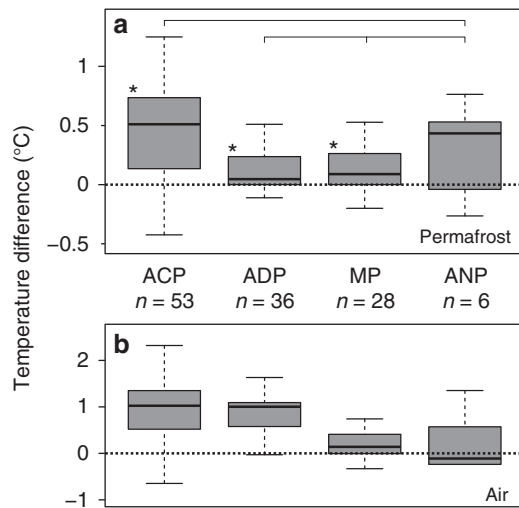 a
1
0.5
0
−0.5
*
*
*
Permafrost
Temperature difference (°C)
ACP ADP MP ANP
n = 53 n = 36 n = 28 n = 6
b
2
1
0
−1
Air